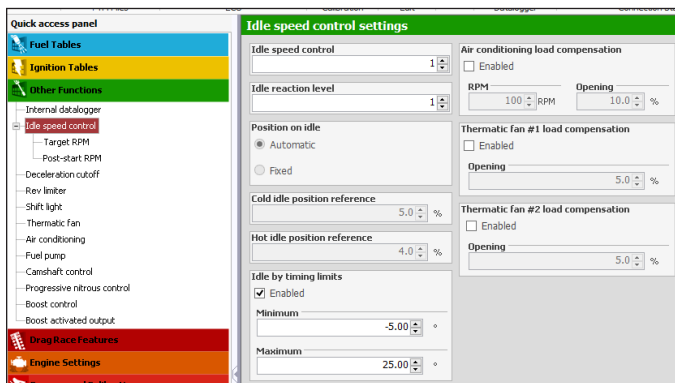 Quick access panel
Fuel Tables
Ignition Tables
Other Functions
Internal datalogger
Idle speed control
Target RPM
Post-start RPM
Deceleration cutoff
Rev limiter
Shift light
Thermatic fan
Air conditioning
Fuel pump
Camshaft control
Progressive nitrous control
Boost control
Boost activated output
Drag Race Features
Engine Settings
Idle speed control settings
Idle speed control
1
Idle reaction level
1
Position on idle
Automatic
Fixed
Cold idle position reference
5.0 %
Hot idle position reference
4.0 %
Idle by timing limits
Enabled
Minimum
-5.00 °
Maximum
25.00 °
Air conditioning load compensation
Enabled
RPM Opening
100 RPM 10.0 %
Thermatic fan #1 load compensation
Enabled
Opening
5.0 %
Thermatic fan #2 load compensation
Enabled
Opening
5.0 %